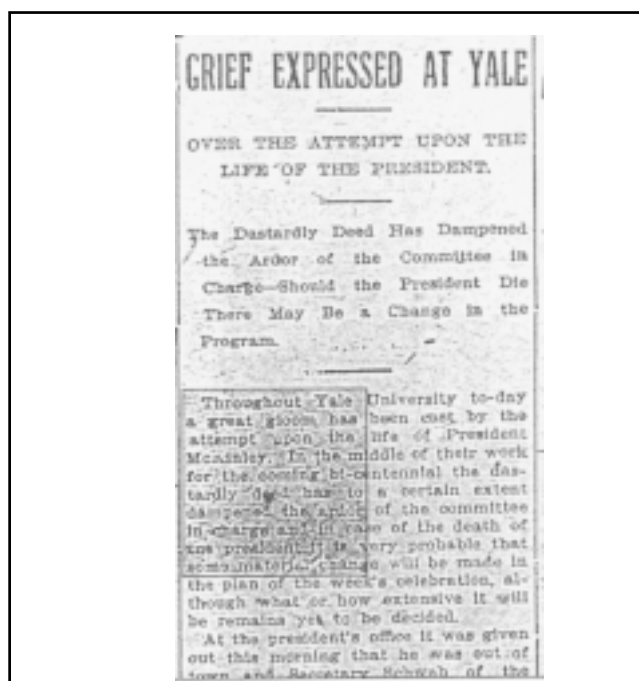 GRIEF EXPRESSED AT YALE
OVER THE ATTEMPT UPON THE
LIFE OF THE PRESIDENT.
The Dastardly Deed Has Dampened
the Ardor of the Committee in
Charge—Should the President Die
There May Be a Change in the
Program.
Throughout Yale University to-day
a great gloom has been cast by the
attempt upon the life of President
McKinley. In the middle of their work
for the coming bi-centennial the das-
tardly deed has to a certain extent
dampened the ardor of the committee
in charge and in case of the death of
the president it is very probable that
some material change will be made in
the plan of the week's celebration, al-
though what or how extensive it will
be remains yet to be decided.
At the president's office it was given
out this morning that he was out of
town and Secretary Schwab of the